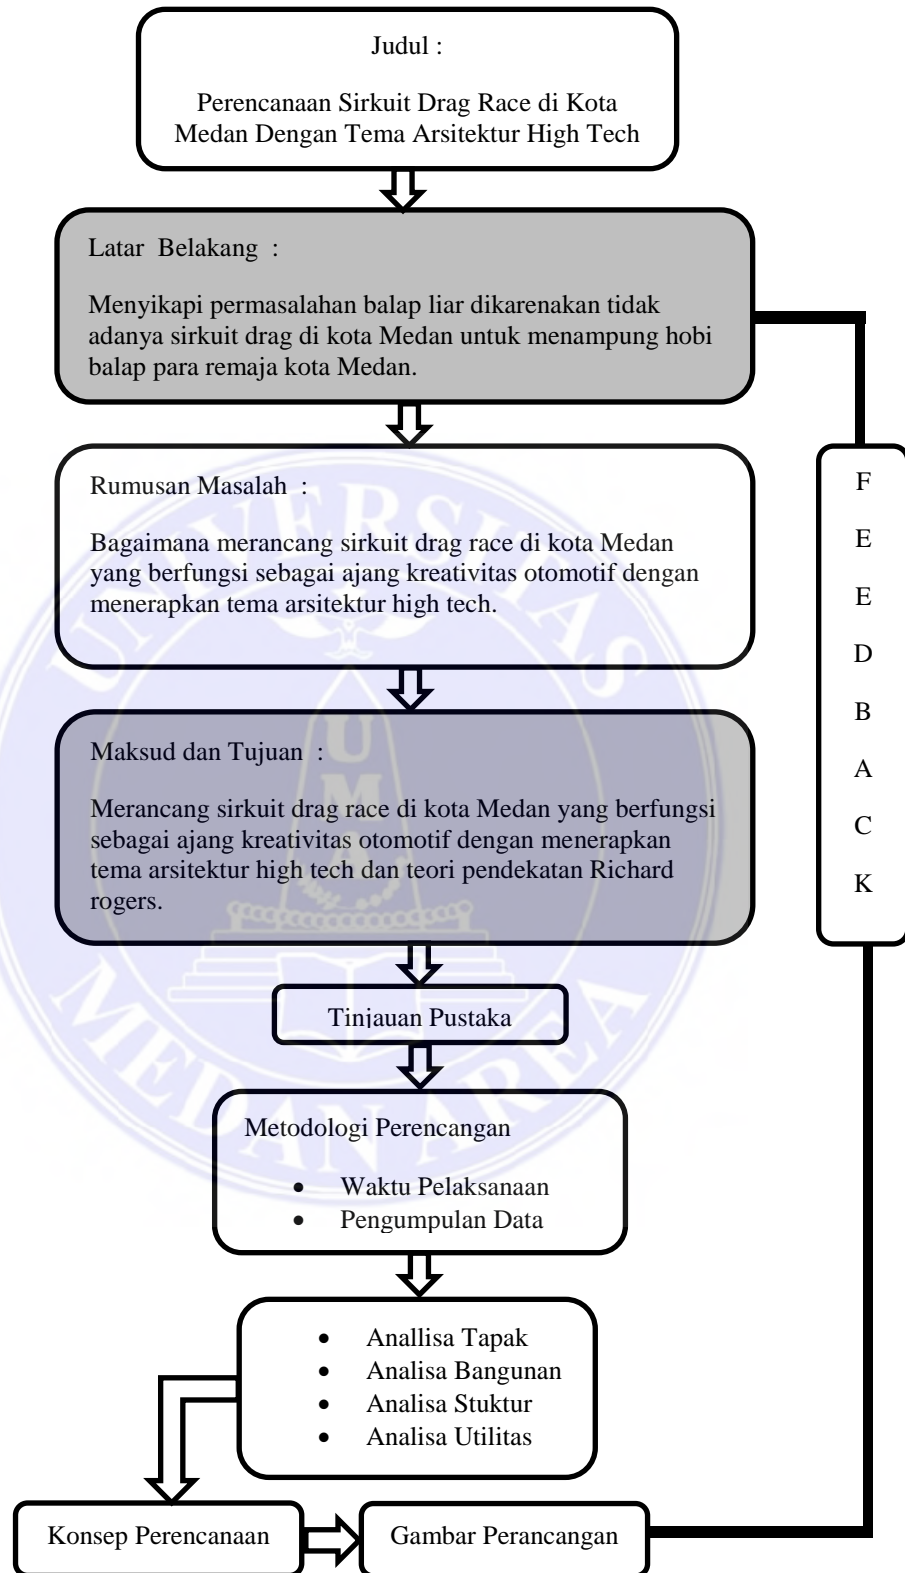 Judul :
Perencanaan Sirkuit Drag Race di Kota
Medan Dengan Tema Arsitektur High Tech
Latar Belakang :
Menyikapi permasalahan balap liar dikarenakan tidak
adanya sirkuit drag di kota Medan untuk menampung hobi
balap para remaja kota Medan.
Rumusan Masalah :
Bagaimana merancang sirkuit drag race di kota Medan
yang berfungsi sebagai ajang kreativitas otomotif dengan
menerapkan tema arsitektur high tech.
Maksud dan Tujuan :
Merancang sirkuit drag race di kota Medan yang berfungsi
sebagai ajang kreativitas otomotif dengan menerapkan
tema arsitektur high tech dan teori pendekatan Richard
rogers.
Tinjauan Pustaka
Metodologi Perencangan
• Waktu Pelaksanaan
• Pengumpulan Data
• Anallisa Tapak
• Analisa Bangunan
• Analisa Stuktur
• Analisa Utilitas
Konsep Perencanaan
Gambar Perancangan
F
E
E
D
B
A
C
K
UNIVERSITAS
MEDAN AREA
U
M
A